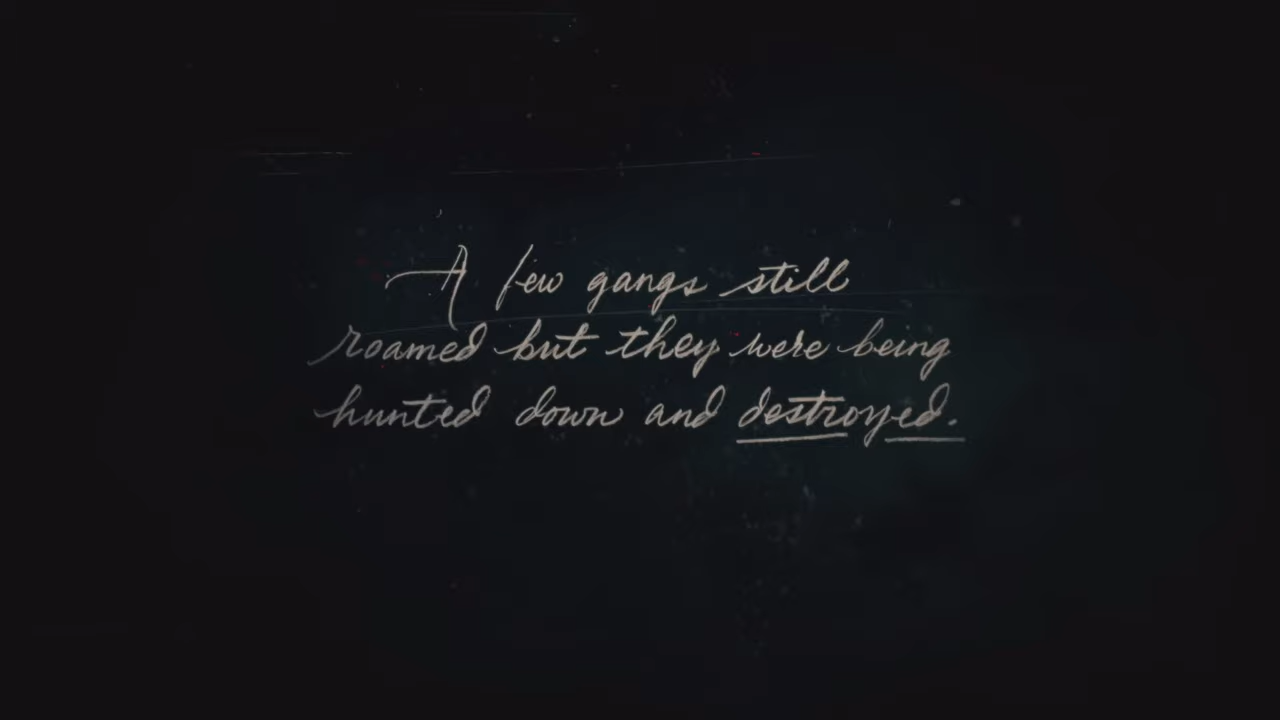 A few gangs still
roamed but they were being
hunted down and destroyed.